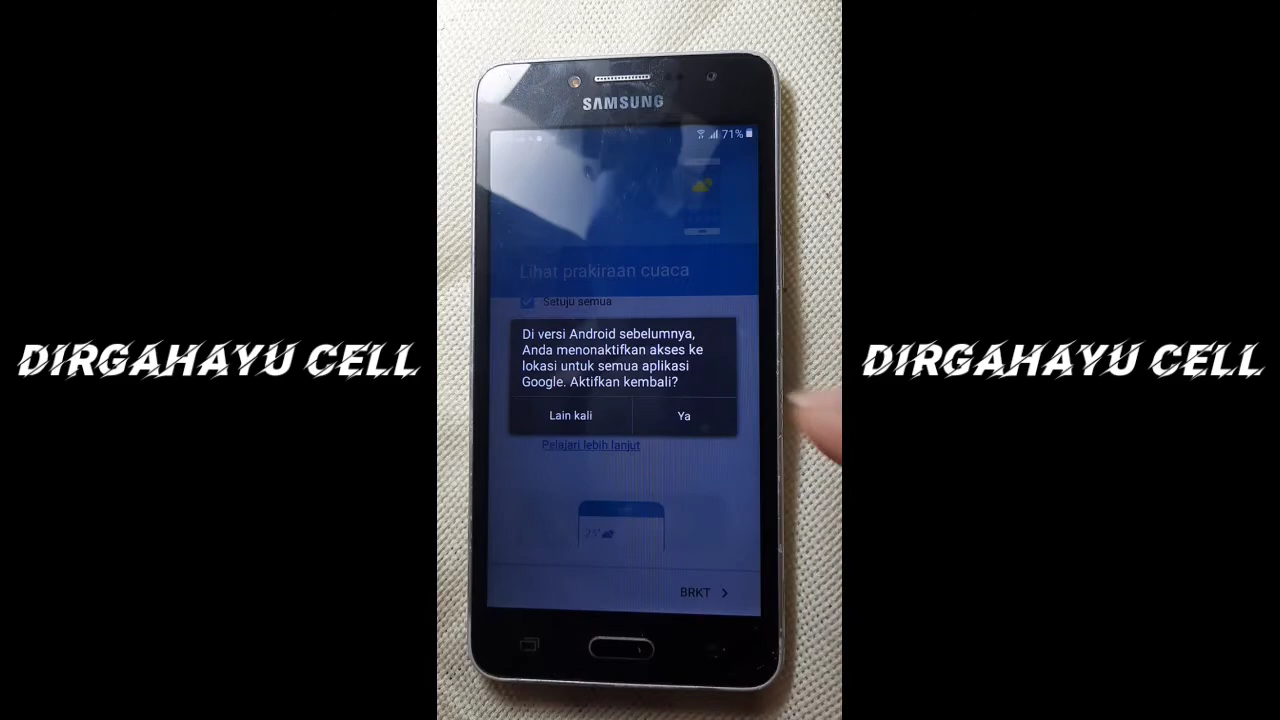 SAMSUNG
71%
Lihat prakiraan cuaca
Setuju semua
Di versi Android sebelumnya,
Anda menonaktifkan akses ke
lokasi untuk semua aplikasi
Google. Aktifkan kembali?
Lain kali
Ya
Pelajari lebih lanjut
BRKT
DIRGAHAYU CELL
DIRGAHAYU CELL